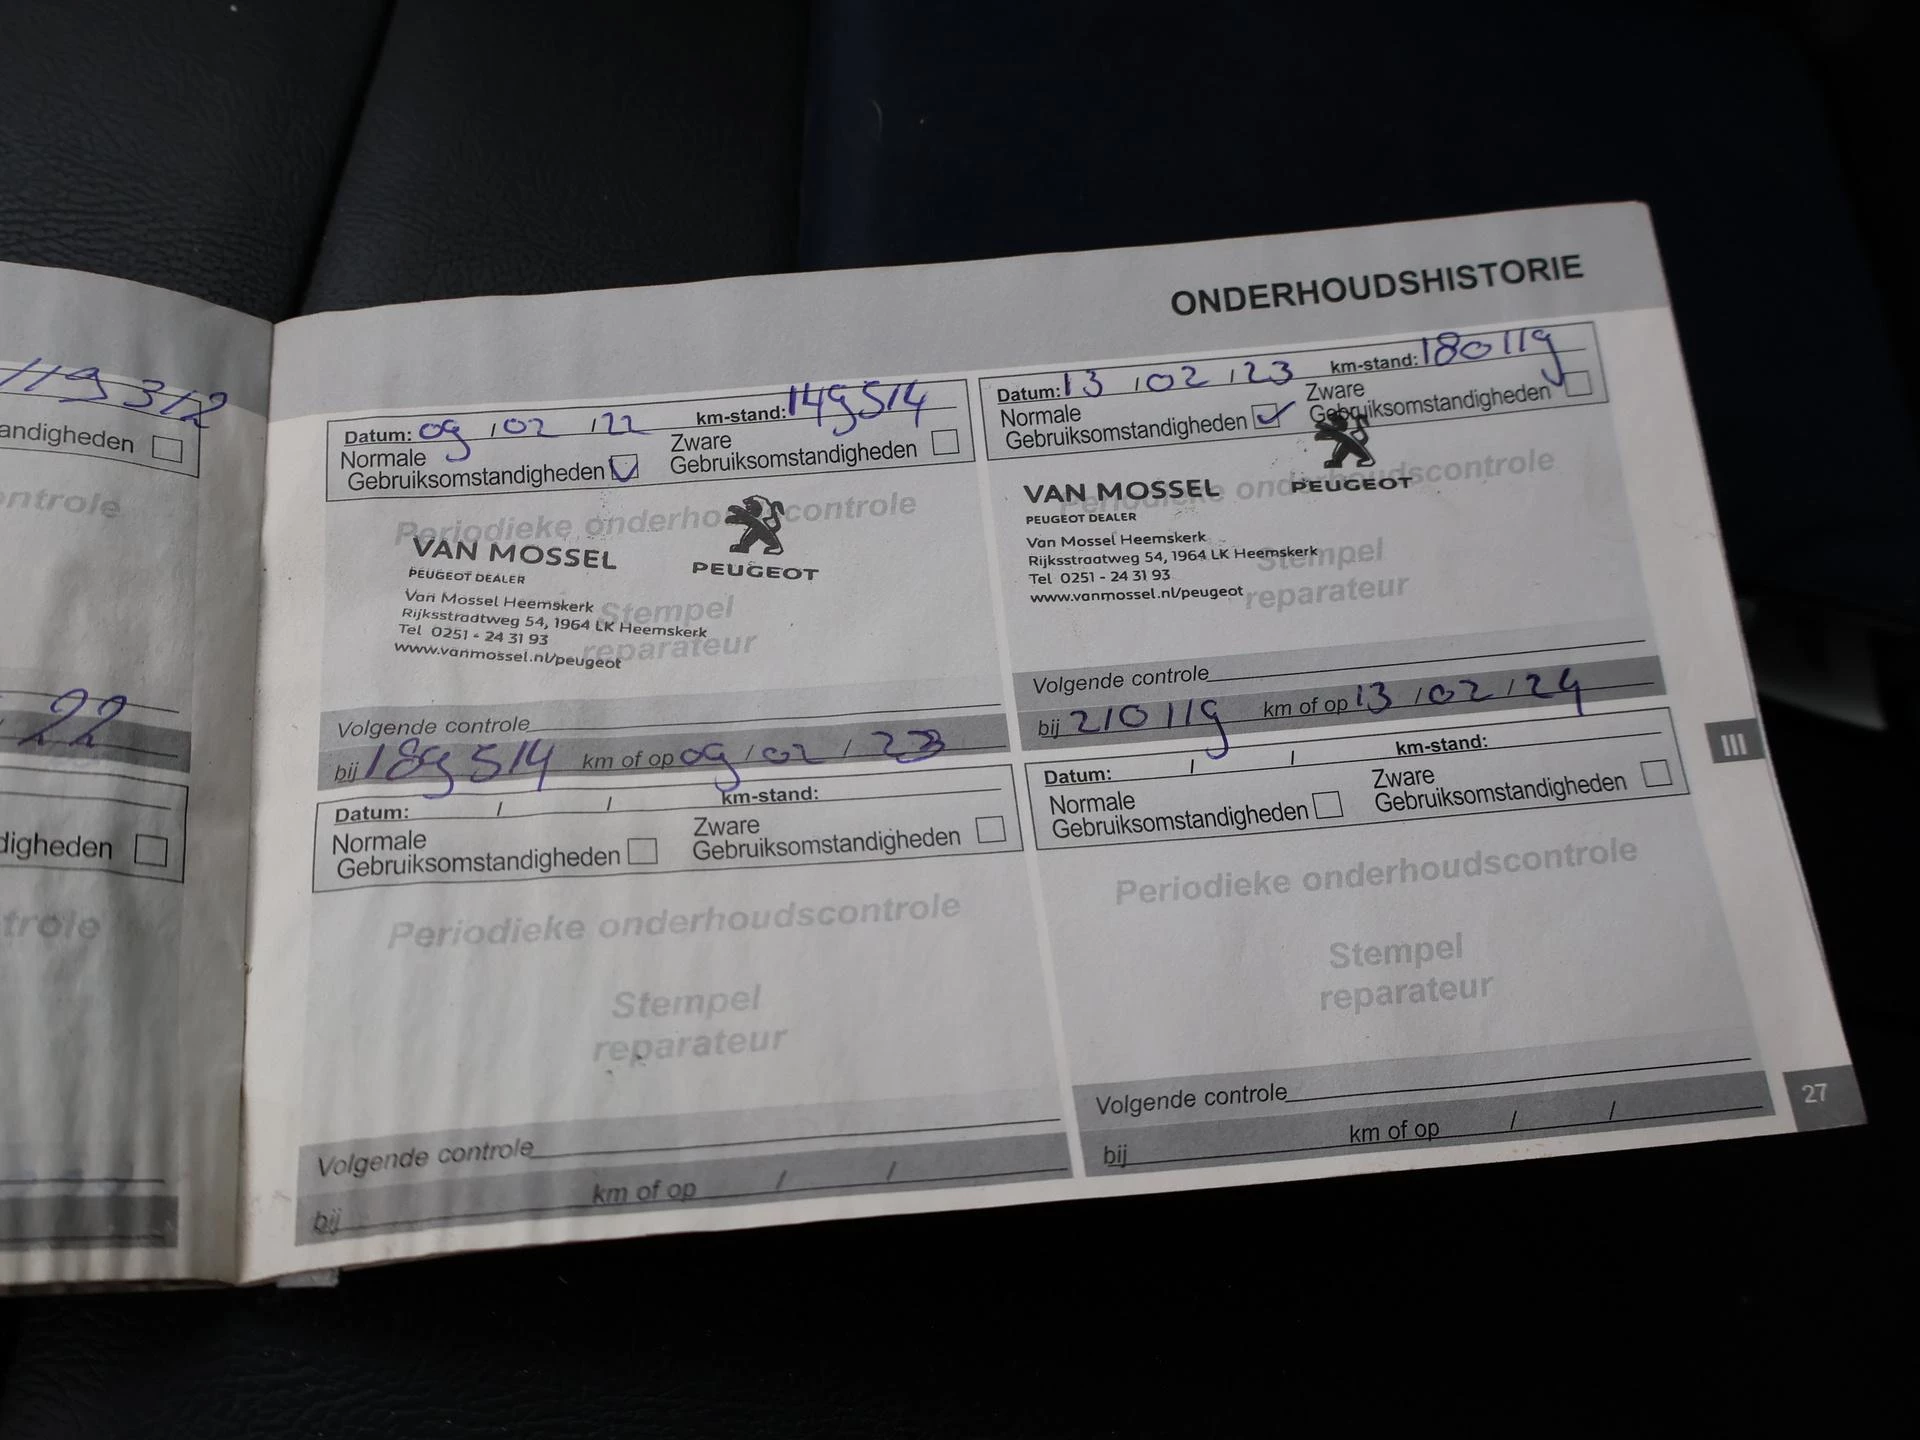 119312
andigheden
ontrole
22
digheden
trole
ONDERHOUDSHISTORIE
Datum: 09 / 02 / 22 km-stand: 149514
Normale
Gebruiksomstandigheden
Zware
Gebruiksomstandigheden
Periodieke onderhoudscontrole
VAN MOSSEL
PEUGEOT DEALER
PEUGEOT
Van Mossel Heemskerk
Rijksstraatweg 54, 1964 LK Heemskerk
Tel 0251 - 24 31 93
www.vanmossel.nl/peugeot
Stempel
reparateur
Volgende controle
bij 189514 km of op 09 / 02 / 23
Datum: 13 / 02 / 23 km-stand: 180119
Normale
Gebruiksomstandigheden
Zware
Gebruiksomstandigheden
Periodieke onderhoudscontrole
VAN MOSSEL
PEUGEOT DEALER
PEUGEOT
Van Mossel Heemskerk
Rijksstraatweg 54, 1964 LK Heemskerk
Tel 0251 - 24 31 93
www.vanmossel.nl/peugeot
Stempel
reparateur
Volgende controle
bij 210119 km of op 13 / 02 / 24
Datum: / / km-stand:
Normale
Gebruiksomstandigheden
Zware
Gebruiksomstandigheden
Periodieke onderhoudscontrole
Stempel
reparateur
Volgende controle
bij km of op / /
Datum: / / km-stand:
Normale
Gebruiksomstandigheden
Zware
Gebruiksomstandigheden
Periodieke onderhoudscontrole
Stempel
reparateur
Volgende controle
bij km of op / /
III
27